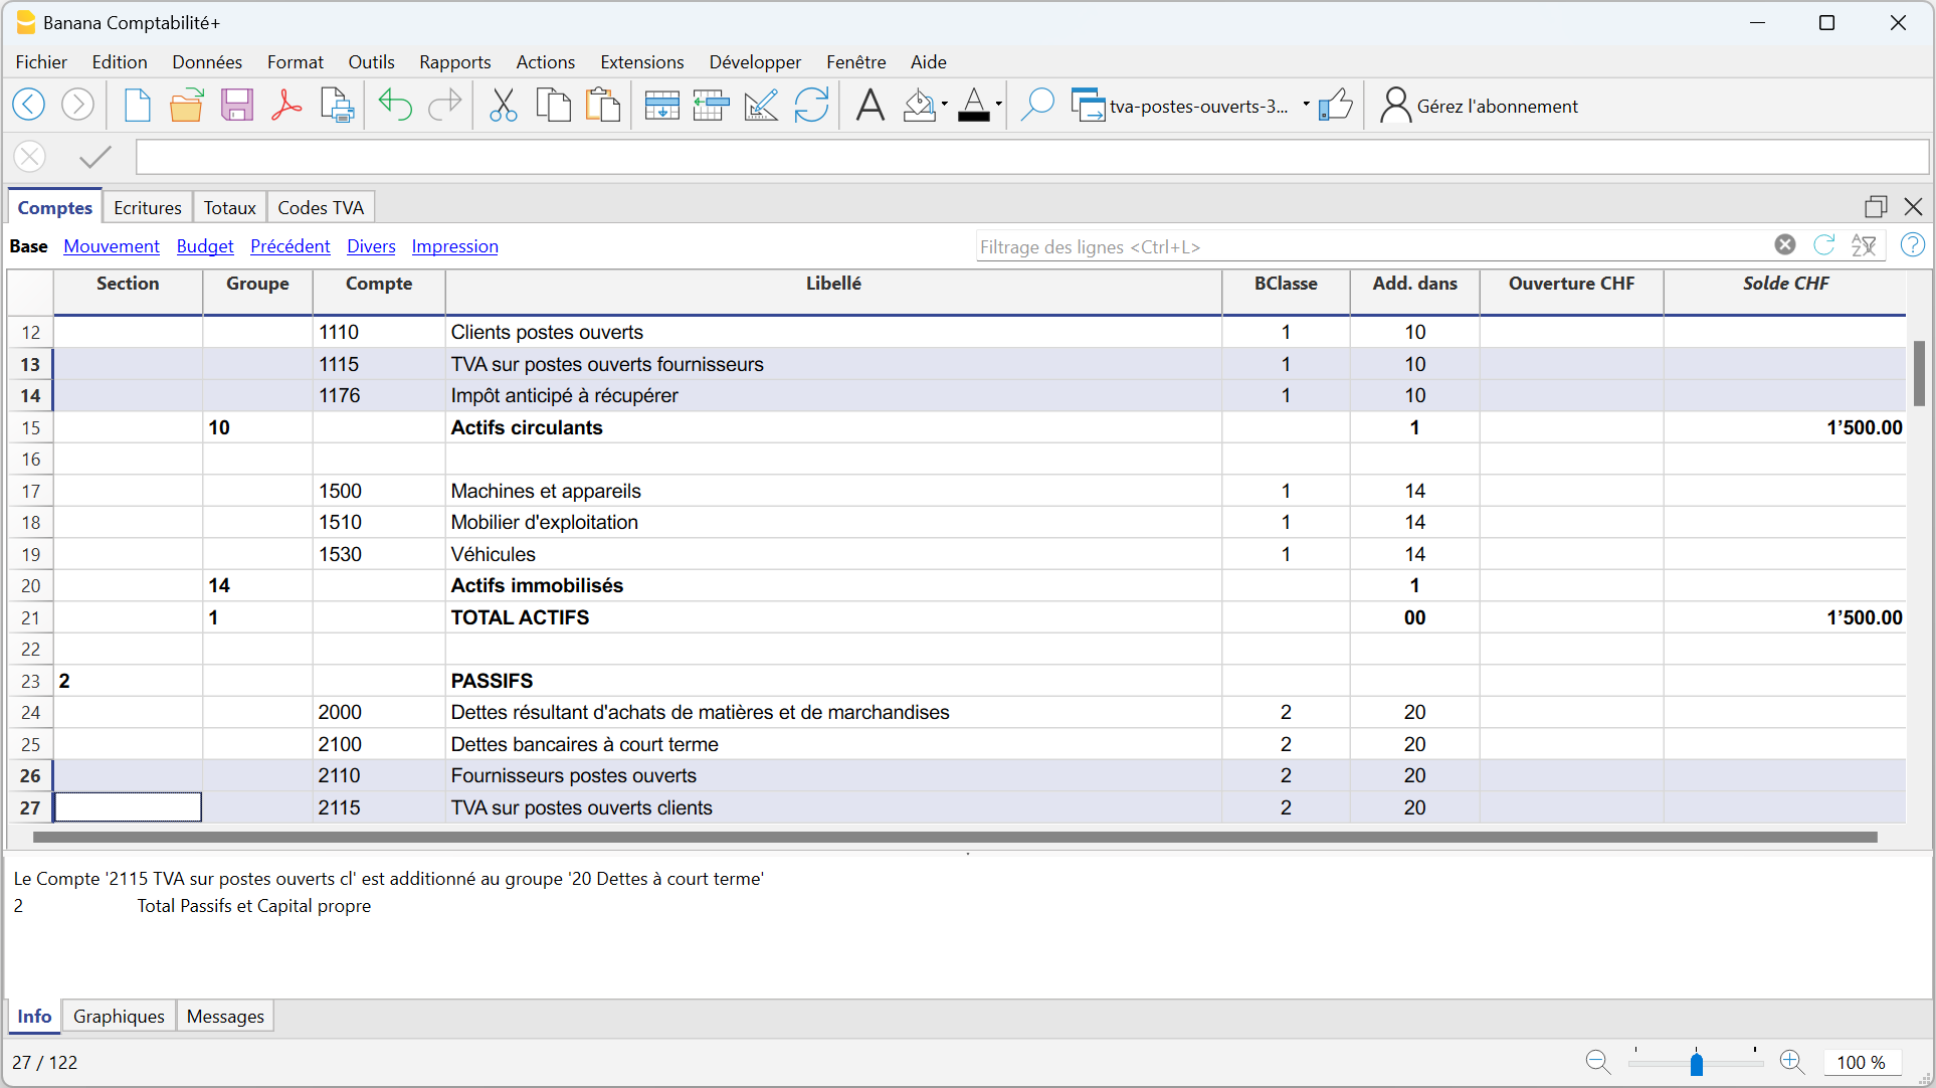 Banana Comptabilité+
Fichier Edition Données Format Outils Rapports Actions Extensions Développer Fenêtre Aide
tva-postes-ouverts-3... Gérez l'abonnement
Comptes Ecritures Totaux Codes TVA
Base Mouvement Budget Précédent Divers Impression Filtrage des lignes <Ctrl+L>
Section Groupe Compte Libellé BClasse Add. dans Ouverture CHF Solde CHF
12 1110 Clients postes ouverts 1 10
13 1115 TVA sur postes ouverts fournisseurs 1 10
14 1176 Impôt anticipé à récupérer 1 10
15 10 Actifs circulants 1 1’500.00
16
17 1500 Machines et appareils 1 14
18 1510 Mobilier d'exploitation 1 14
19 1530 Véhicules 1 14
20 14 Actifs immobilisés 1
21 1 TOTAL ACTIFS 00 1’500.00
22
23 2 PASSIFS
24 2000 Dettes résultant d'achats de matières et de marchandises 2 20
25 2100 Dettes bancaires à court terme 2 20
26 2110 Fournisseurs postes ouverts 2 20
27 2115 TVA sur postes ouverts clients 2 20
Le Compte '2115 TVA sur postes ouverts cl' est additionné au groupe '20 Dettes à court terme'
2 Total Passifs et Capital propre
Info Graphiques Messages
27 / 122 100 %